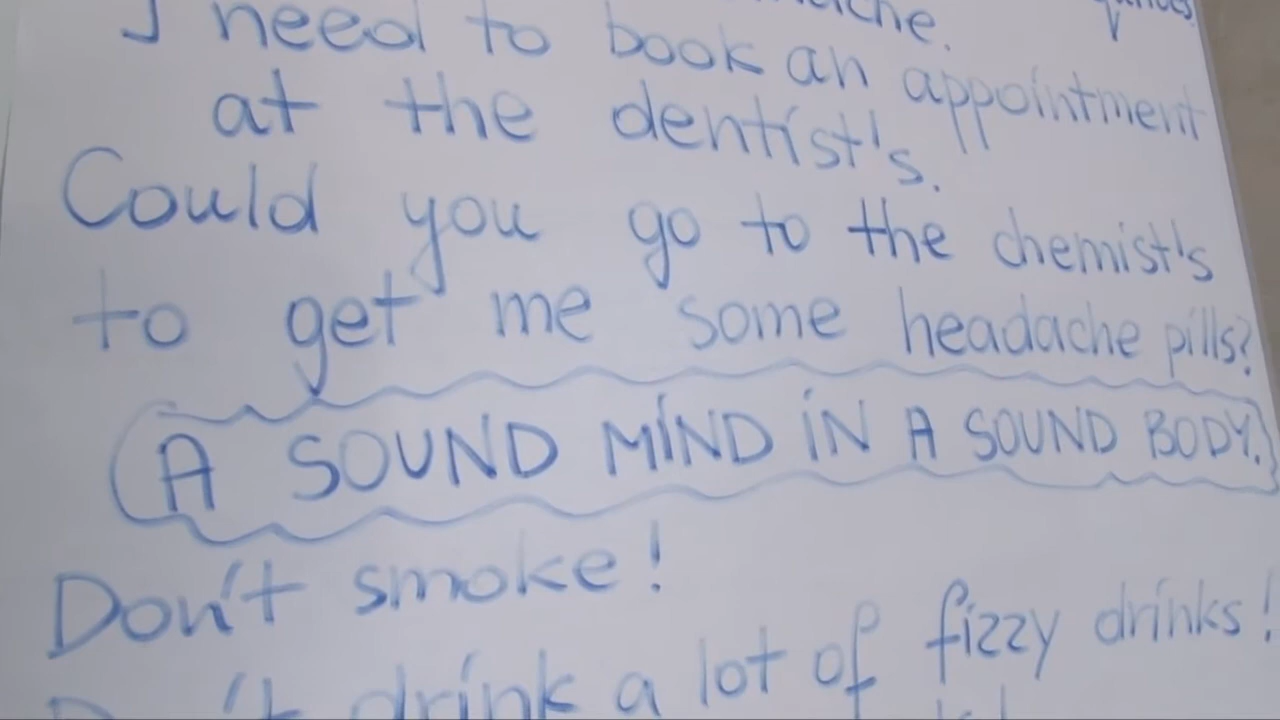 I need to book an appointment
at the dentist's.
Could you go to the chemist's
to get me some headache pills?
A SOUND MIND IN A SOUND BODY.
Don't smoke!
drink a lot of fizzy drinks!